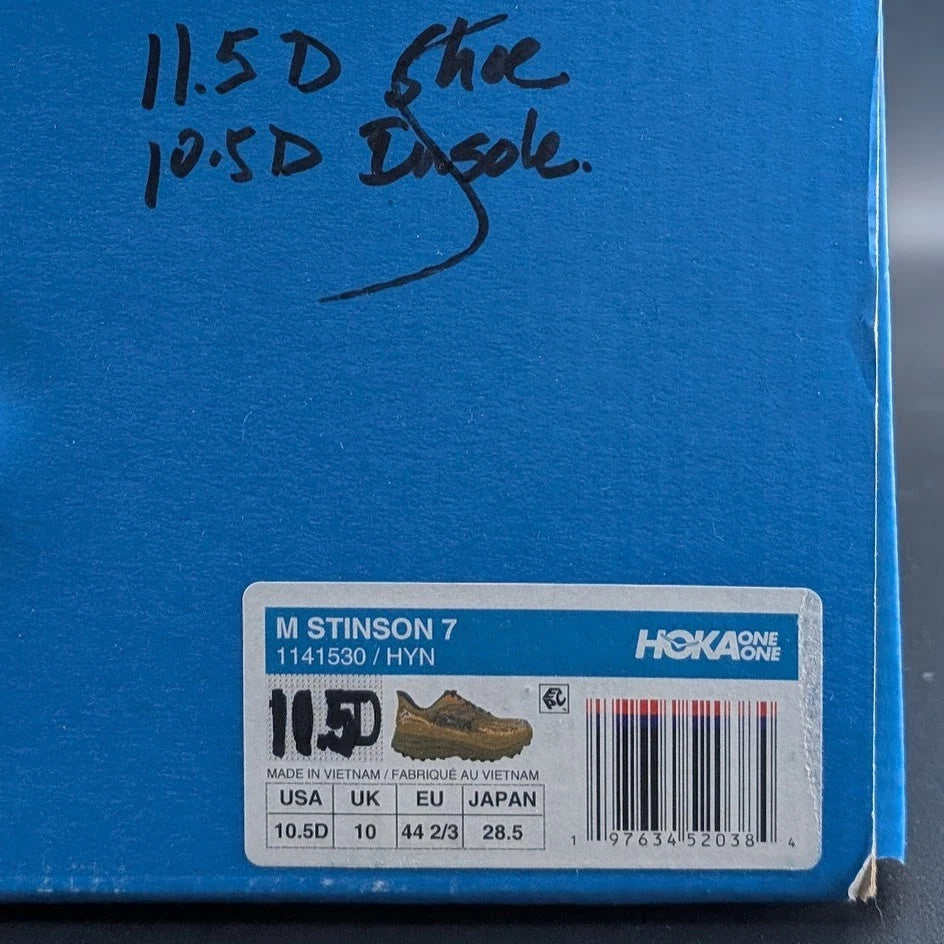 11.5 D Shoe
10.5D Insole.
M STINSON 7
1141530 / HYN
HOKA ONE ONE
11.5D
MADE IN VIETNAM / FABRIQUÉ AU VIETNAM
USA UK EU JAPAN
10.5D 10 44 2/3 28.5
1 97634 52038 4